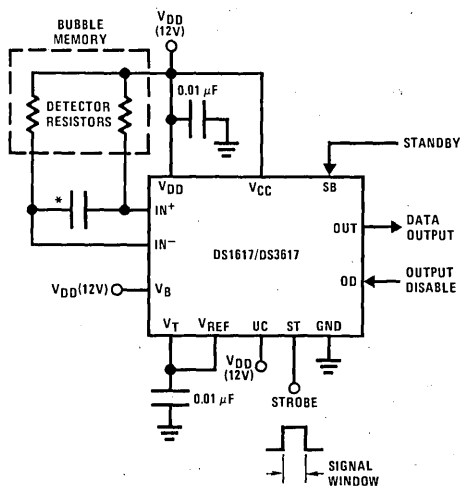 BUBBLE
MEMORY
VDD
(12V)
DETECTOR
RESISTORS
0.01 µF
STANDBY
VDD
VCC
SB
*
IN+
IN−
OUT
DATA
OUTPUT
DS1617/DS3617
VDD(12V)
VB
OD
OUTPUT
DISABLE
VT
VREF
UC
ST
GND
VDD
(12V)
0.01 µF
STROBE
SIGNAL
WINDOW